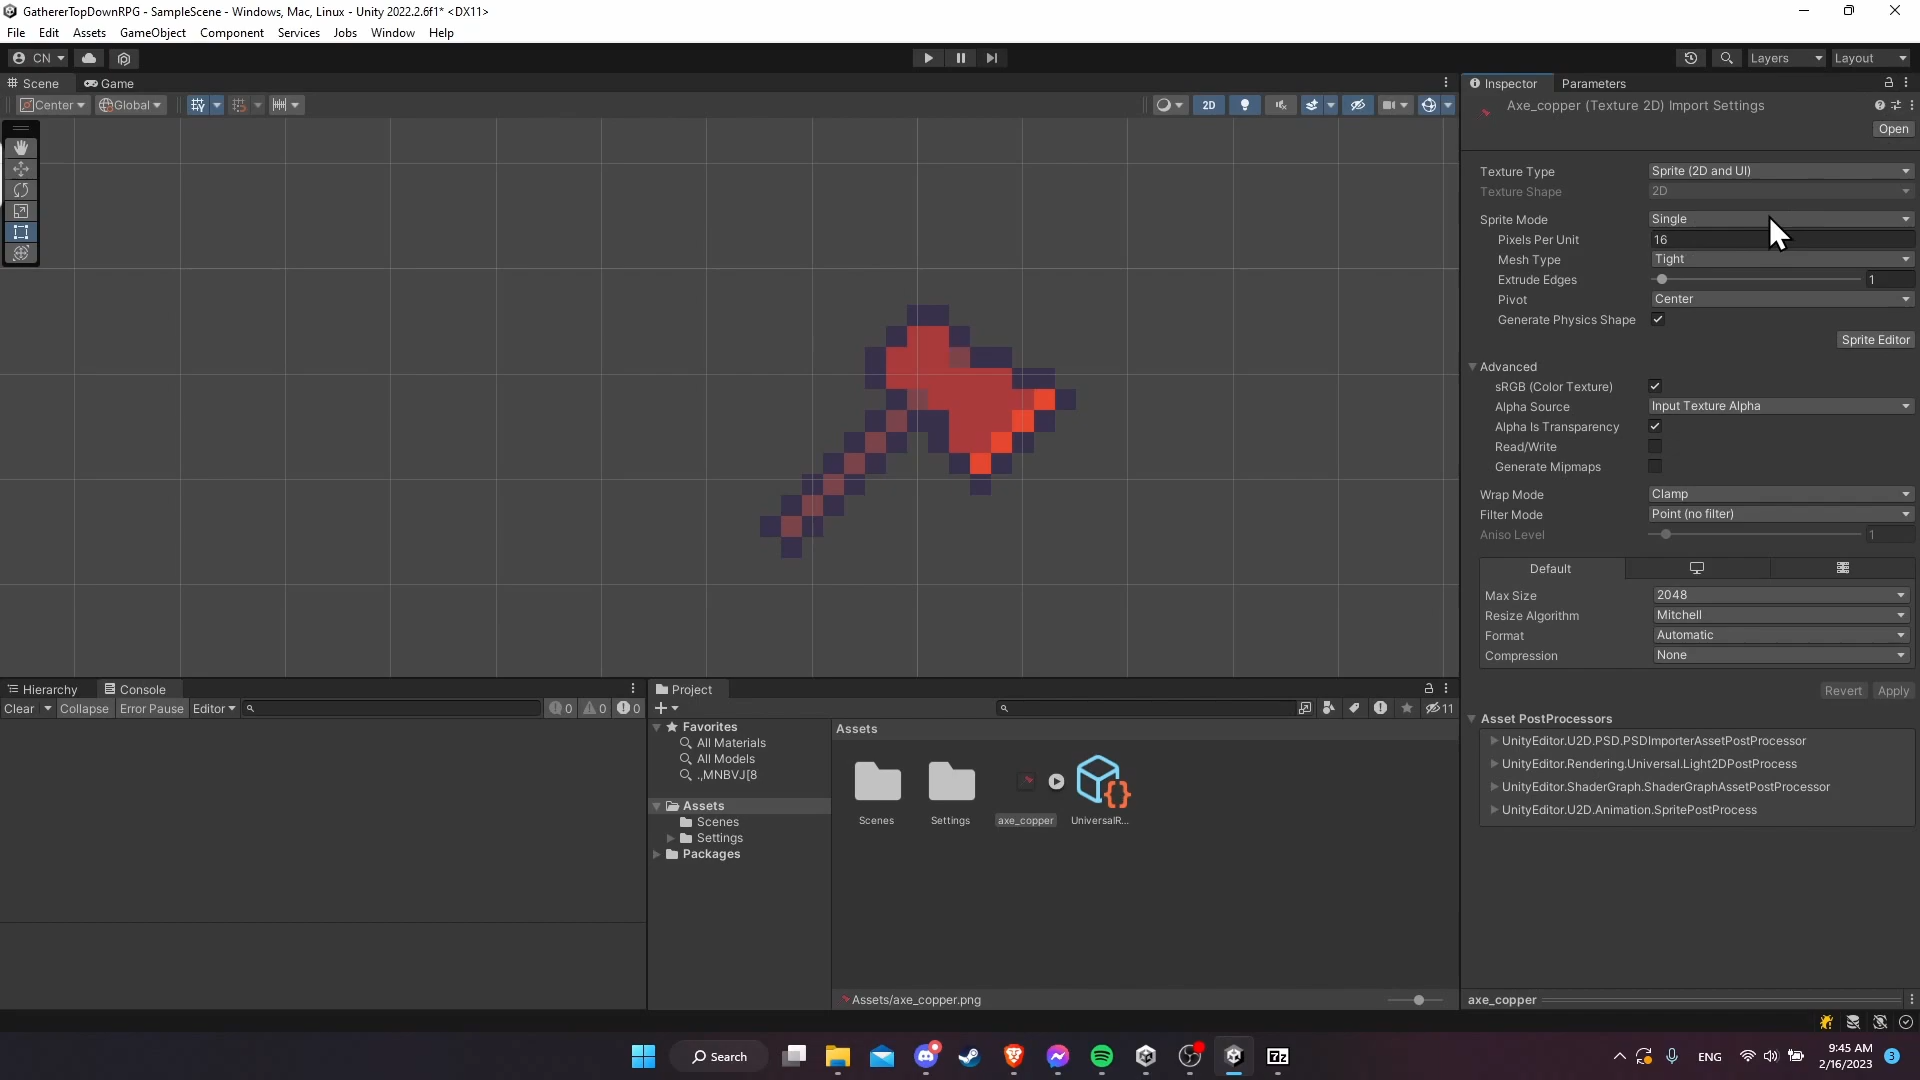 GathererTopDownRPG - SampleScene - Windows, Mac, Linux - Unity 2022.2.6f1* <DX11>
File Edit Assets GameObject Component Services Jobs Window Help
CN Layers Layout
Scene Game
Center Global 2D
Inspector Parameters
Axe_copper (Texture 2D) Import Settings
Open
Texture Type Sprite (2D and UI)
Texture Shape 2D
Sprite Mode Single
Pixels Per Unit 16
Mesh Type Tight
Extrude Edges 1
Pivot Center
Generate Physics Shape
Sprite Editor
Advanced
sRGB (Color Texture)
Alpha Source Input Texture Alpha
Alpha Is Transparency
Read/Write
Generate Mipmaps
Wrap Mode Clamp
Filter Mode Point (no filter)
Aniso Level 1
Default
Max Size 2048
Resize Algorithm Mitchell
Format Automatic
Compression None
Revert Apply
Asset PostProcessors
UnityEditor.U2D.PSD.PSDImporterAssetPostProcessor
UnityEditor.Rendering.Universal.Light2DPostProcess
UnityEditor.ShaderGraph.ShaderGraphAssetPostProcessor
UnityEditor.U2D.Animation.SpritePostProcess
axe_copper
Hierarchy Console
Clear Collapse Error Pause Editor 0 0 0
Project
11
Favorites
All Materials
All Models
.,MNBVJ[8
Assets
Scenes
Settings
Packages
Assets
Scenes Settings axe_copper UniversalR...
Assets/axe_copper.png
Search
7z
ENG
9:45 AM
2/16/2023
3